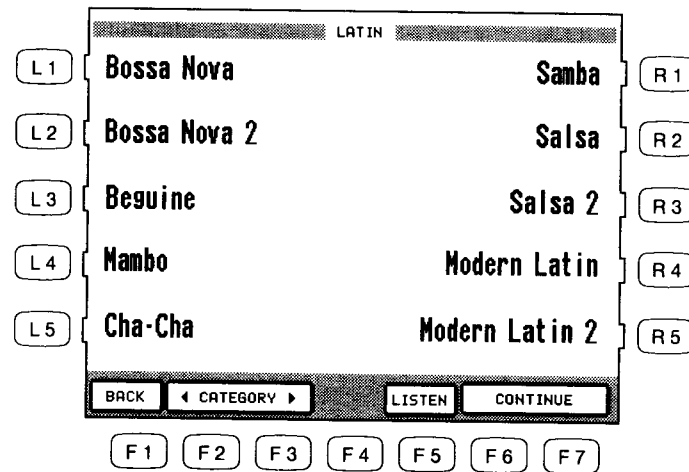 LATIN
L1 Bossa Nova Samba R1
L2 Bossa Nova 2 Salsa R2
L3 Beguine Salsa 2 R3
L4 Mambo Modern Latin R4
L5 Cha-Cha Modern Latin 2 R5
BACK ◀ CATEGORY ▶ LISTEN CONTINUE
F1 F2 F3 F4 F5 F6 F7